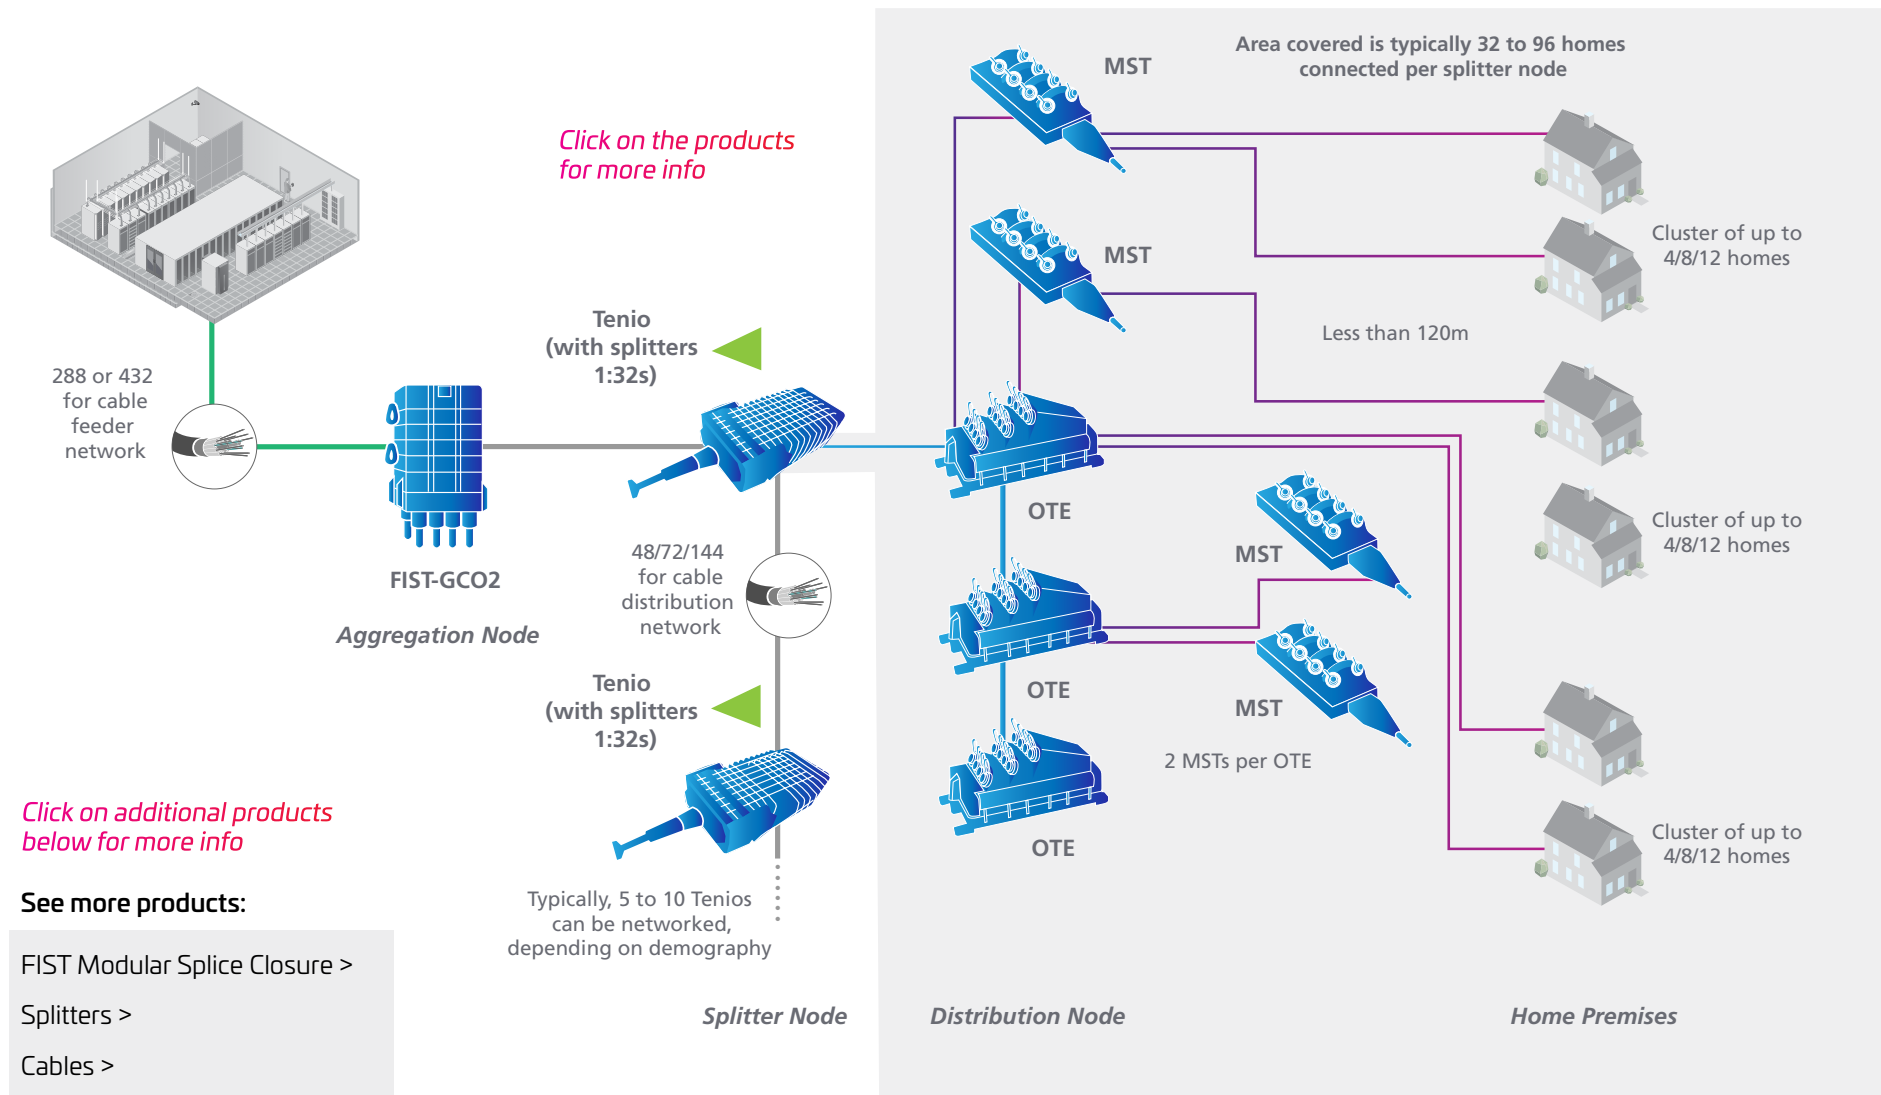 Area covered is typically 32 to 96 homes
connected per splitter node
MST
Click on the products
for more info
Cluster of up to
4/8/12 homes
MST
Tenio
(with splitters
1:32s)
Less than 120m
288 or 432
for cable
feeder
network
OTE
Cluster of up to
4/8/12 homes
MST
FIST-GCO2
48/72/144
for cable
distribution
network
Aggregation Node
Tenio
(with splitters
1:32s)
OTE
MST
2 MSTs per OTE
Click on additional products
below for more info
OTE
Cluster of up to
4/8/12 homes
See more products:
Typically, 5 to 10 Tenios
can be networked,
depending on demography
FIST Modular Splice Closure >
Splitters >
Cables >
Splitter Node
Distribution Node
Home Premises